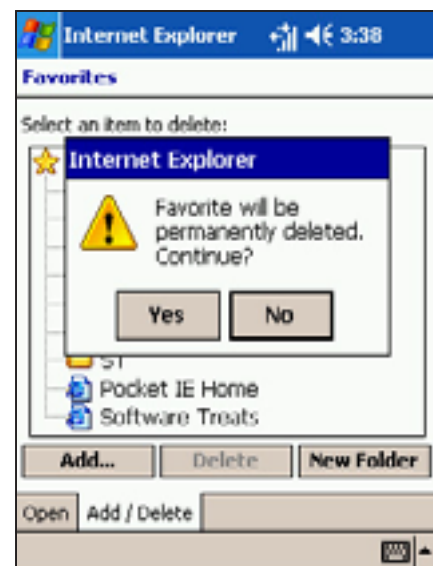 Internet Explorer 3:38
Favorites
Select an item to delete:
Internet Explorer
Favorite will be
permanently deleted.
Continue?
Yes No
ST
Pocket IE Home
Software Treats
Add... Delete New Folder
Open Add / Delete